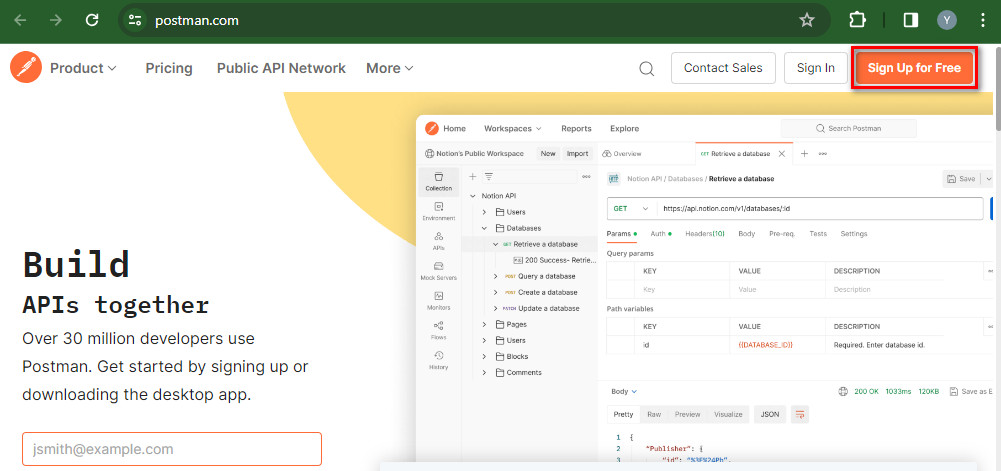 postman.com
Y
Product
Pricing
Public API Network
More
Contact Sales
Sign In
Sign Up for Free
Build
APIs together
Over 30 million developers use
Postman. Get started by signing up or
downloading the desktop app.
jsmith@example.com
Home Workspaces Reports Explore Search Postman
Notion's Public Workspace New Import Overview GET Retrieve a database
Collection
Environment
APIs
Mock Servers
Monitors
Flows
History
Notion API
Users
Databases
GET Retrieve a database
200 Success- Retrie...
POST Query a database
POST Create a database
PATCH Update a database
Pages
Users
Blocks
Comments
Notion API / Databases / Retrieve a database Save
GET https://api.notion.com/v1/databases/:id
Params Auth Headers(10) Body Pre-req. Tests Settings
Query params
KEY VALUE DESCRIPTION
Key Value Description
Path variables
KEY VALUE DESCRIPTION
id {{DATABASE_ID}} Required. Enter database id.
Body 200 OK 1033ms 120KB Save as E
Pretty Raw Preview Visualize JSON
1 {
2 "Publisher": {
3 "id": "%3E%24Pb",